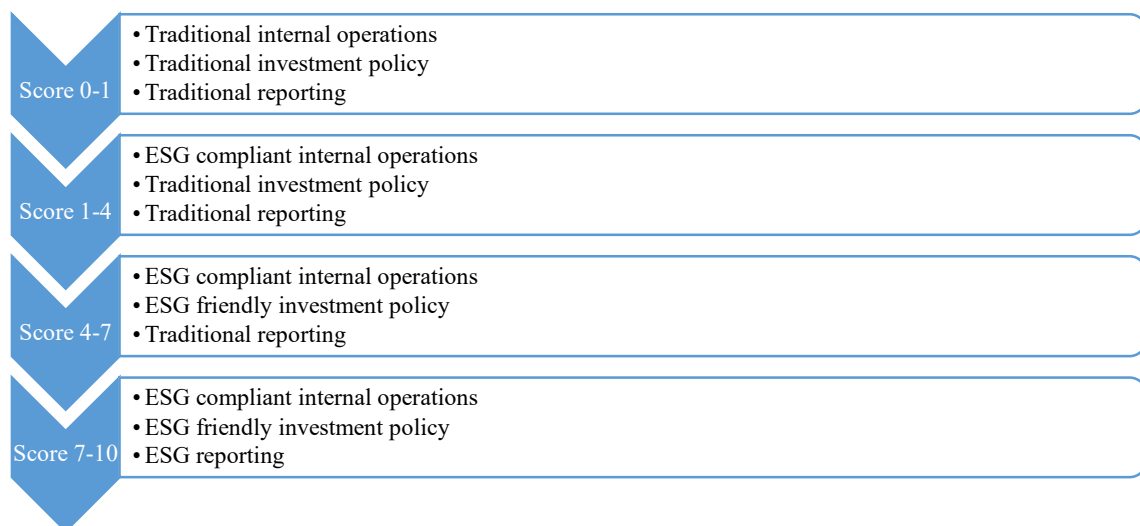 Score 0-1
• Traditional internal operations
• Traditional investment policy
• Traditional reporting
Score 1-4
• ESG compliant internal operations
• Traditional investment policy
• Traditional reporting
Score 4-7
• ESG compliant internal operations
• ESG friendly investment policy
• Traditional reporting
Score 7-10
• ESG compliant internal operations
• ESG friendly investment policy
• ESG reporting